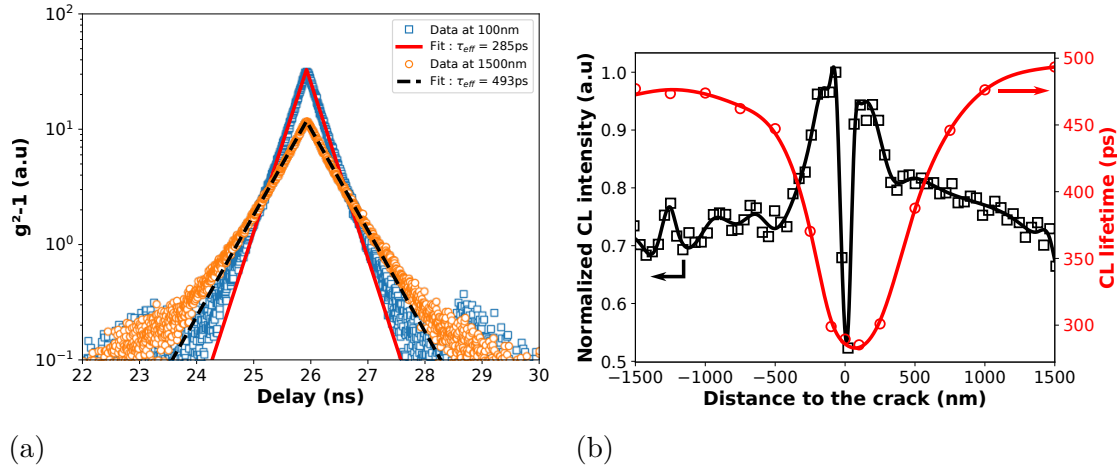 10²
10¹
10⁰
10⁻¹
g²-1 (a.u)
22 23 24 25 26 27 28 29 30
Delay (ns)
Data at 100nm
Fit : τeff = 285ps
Data at 1500nm
Fit : τeff = 493ps
(a)
1.0
0.9
0.8
0.7
0.6
0.5
Normalized CL intensity (a.u)
−1500 −1000 −500 0 500 1000 1500
Distance to the crack (nm)
500
450
400
350
300
CL lifetime (ps)
(b)